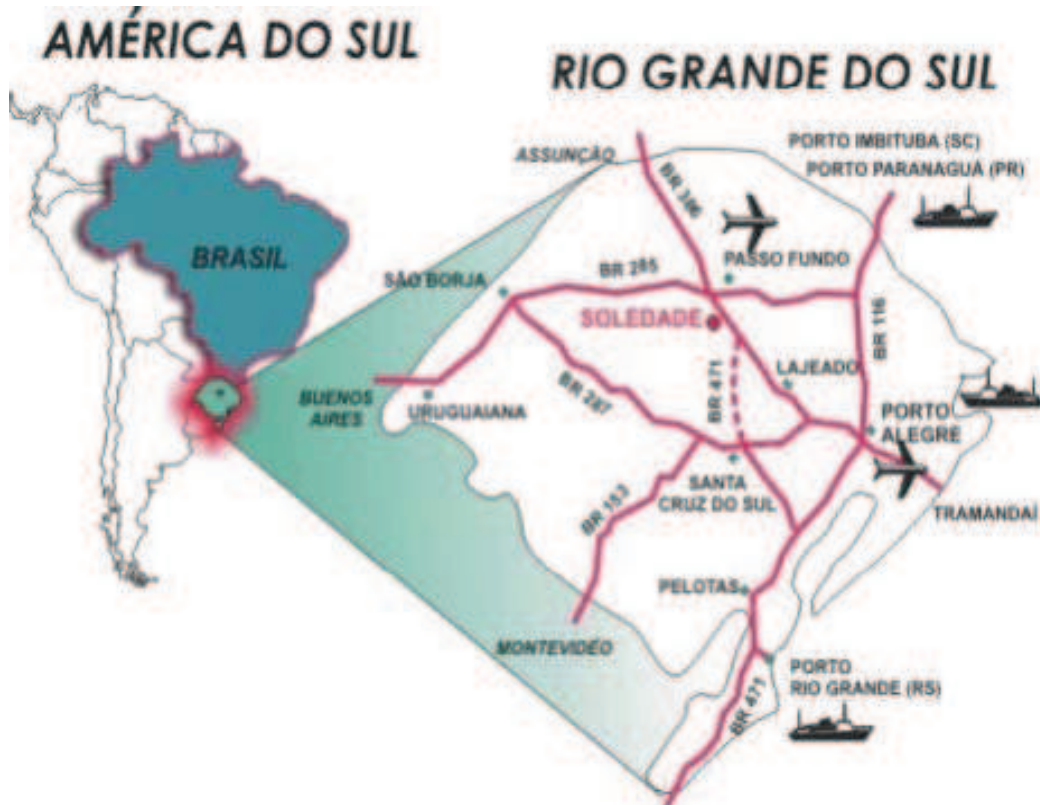 AMÉRICA DO SUL
RIO GRANDE DO SUL
PORTO IMBITUBA (SC)
ASSUNÇÃO
PORTO PARANAGUÁ (PR)
BR 386
BRASIL
PASSO FUNDO
BR 285
SÃO BORJA
SOLEDADE
BR 116
LAJEADO
BR 471
BUENOS
AIRES
URUGUAIANA
BR 287
PORTO
ALEGRE
SANTA
CRUZ DO SUL
BR 153
TRAMANDAÍ
PELOTAS
MONTEVIDÉO
PORTO
RIO GRANDE (RS)
BR 471